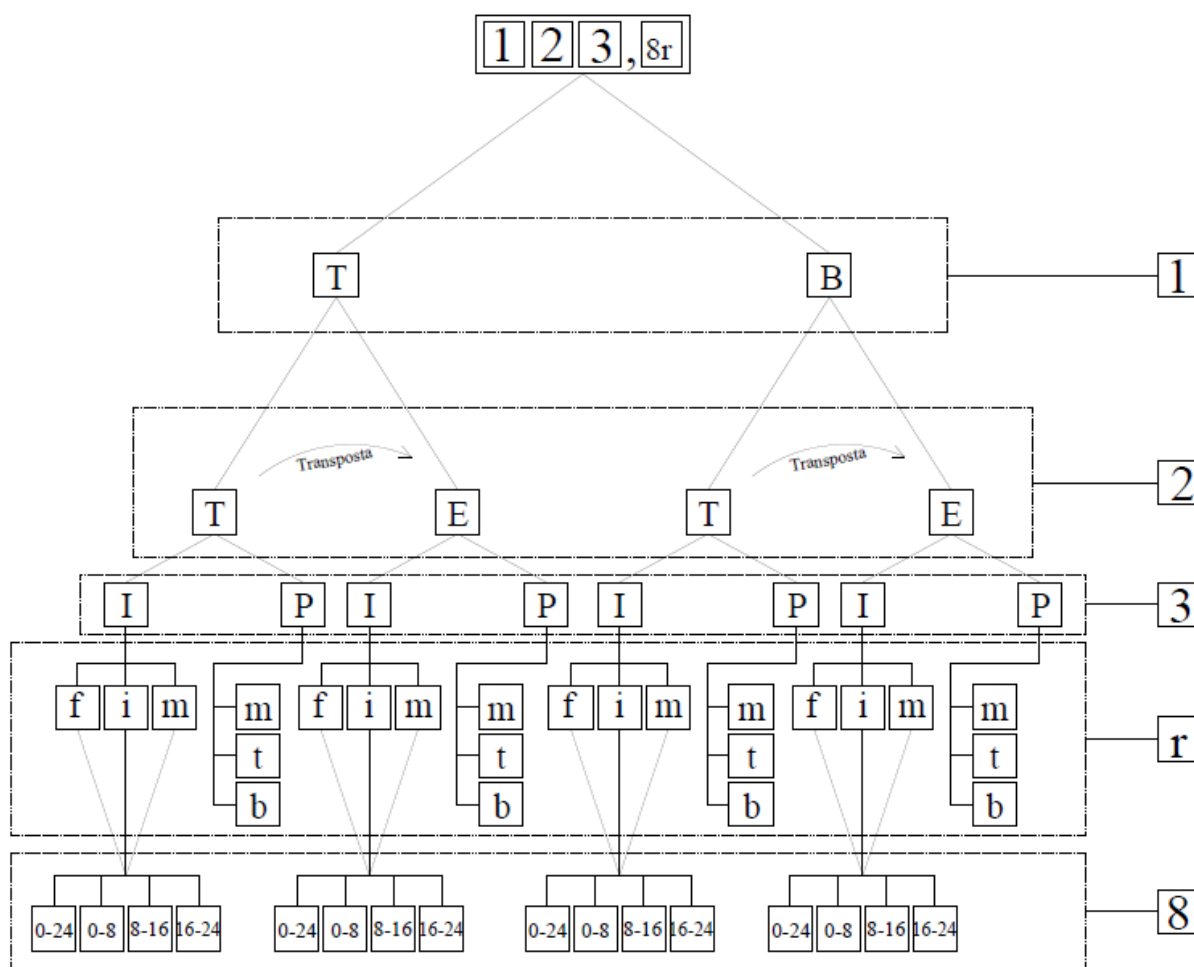 1 2 3 , 8r
T B 1
Transposta Transposta
T E T E 2
I P I P I P I P 3
f i m m f i m m f i m m f i m m
t t t t r
b b b b
0-24 0-8 8-16 16-24 0-24 0-8 8-16 16-24 0-24 0-8 8-16 16-24 0-24 0-8 8-16 16-24 8